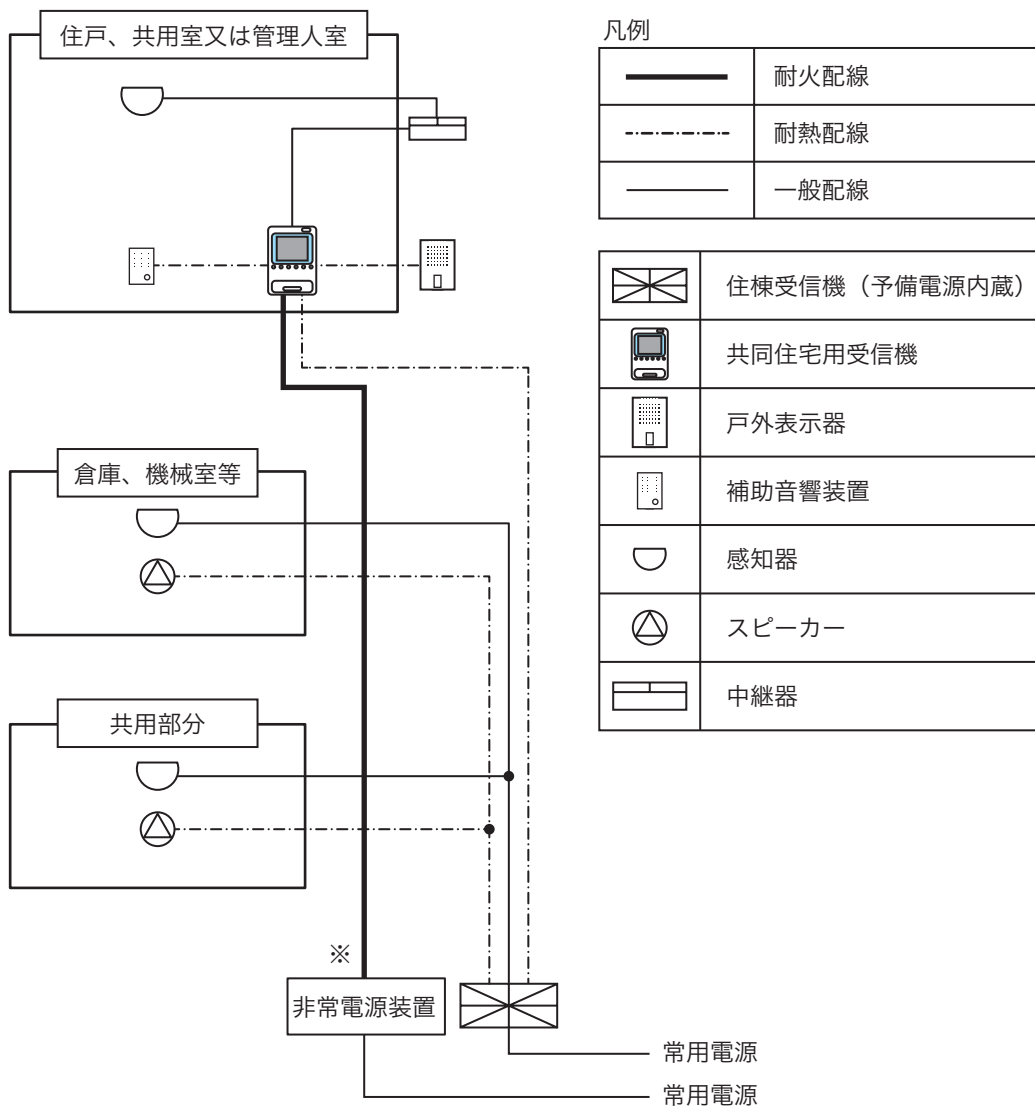 住戸、共用室又は管理人室
倉庫、機械室等
共用部分
※
非常電源装置
常用電源
常用電源
凡例
耐火配線
耐熱配線
一般配線
住棟受信機（予備電源内蔵）
共同住宅用受信機
戸外表示器
補助音響装置
感知器
スピーカー
中継器